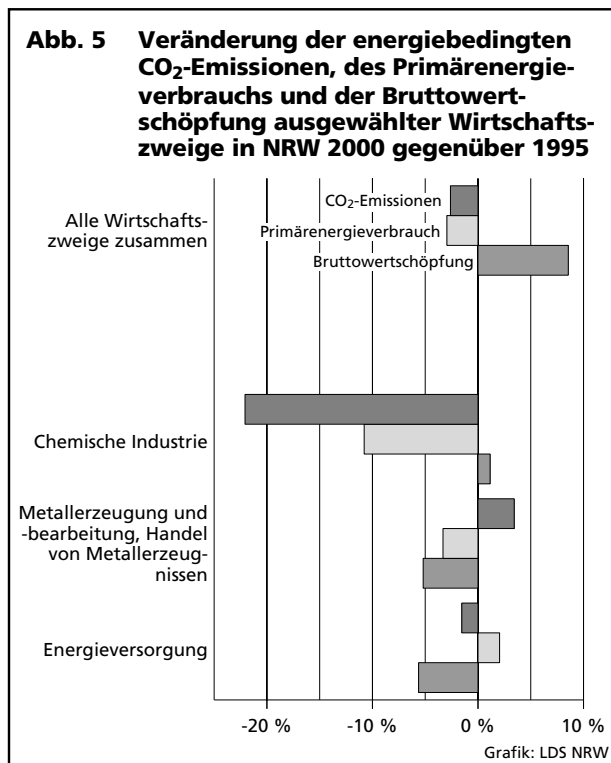 Abb. 5 Veränderung der energiebedingten
CO2-Emissionen, des Primärenergie-
verbrauchs und der Bruttowert-
schöpfung ausgewählter Wirtschafts-
zweige in NRW 2000 gegenüber 1995
Alle Wirtschafts-
zweige zusammen
CO2-Emissionen
Primärenergieverbrauch
Bruttowertschöpfung
Chemische Industrie
Metallerzeugung und
-bearbeitung, Handel
von Metallerzeug-
nissen
Energieversorgung
-20 % -10 % 0 % 10 %
Grafik: LDS NRW